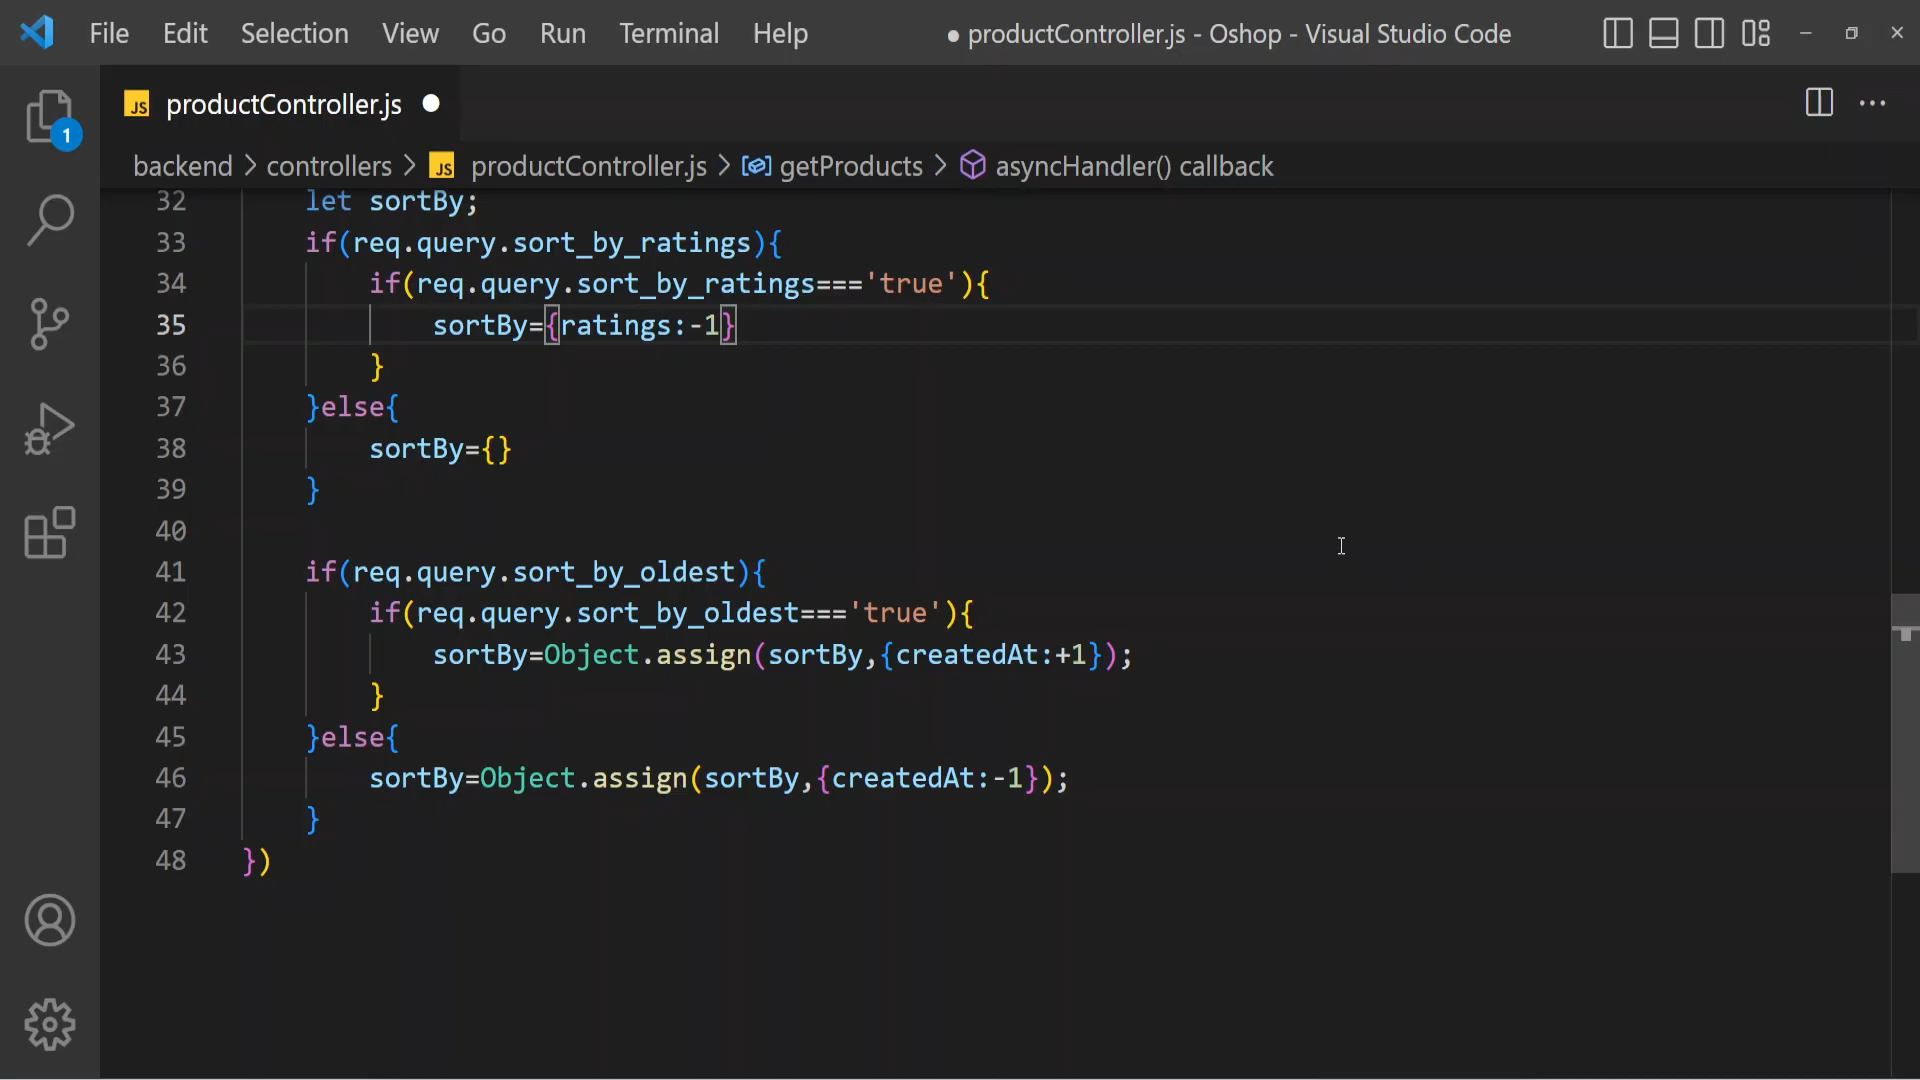 File Edit Selection View Go Run Terminal Help ● productController.js - Oshop - Visual Studio Code
JS productController.js ●
1
backend > controllers > JS productController.js > getProducts > asyncHandler() callback
32 let sortBy;
33 if(req.query.sort_by_ratings){
34 if(req.query.sort_by_ratings==='true'){
35 sortBy={ratings:-1}
36 }
37 }else{
38 sortBy={}
39 }
40
41 if(req.query.sort_by_oldest){
42 if(req.query.sort_by_oldest==='true'){
43 sortBy=Object.assign(sortBy,{createdAt:+1});
44 }
45 }else{
46 sortBy=Object.assign(sortBy,{createdAt:-1});
47 }
48 })